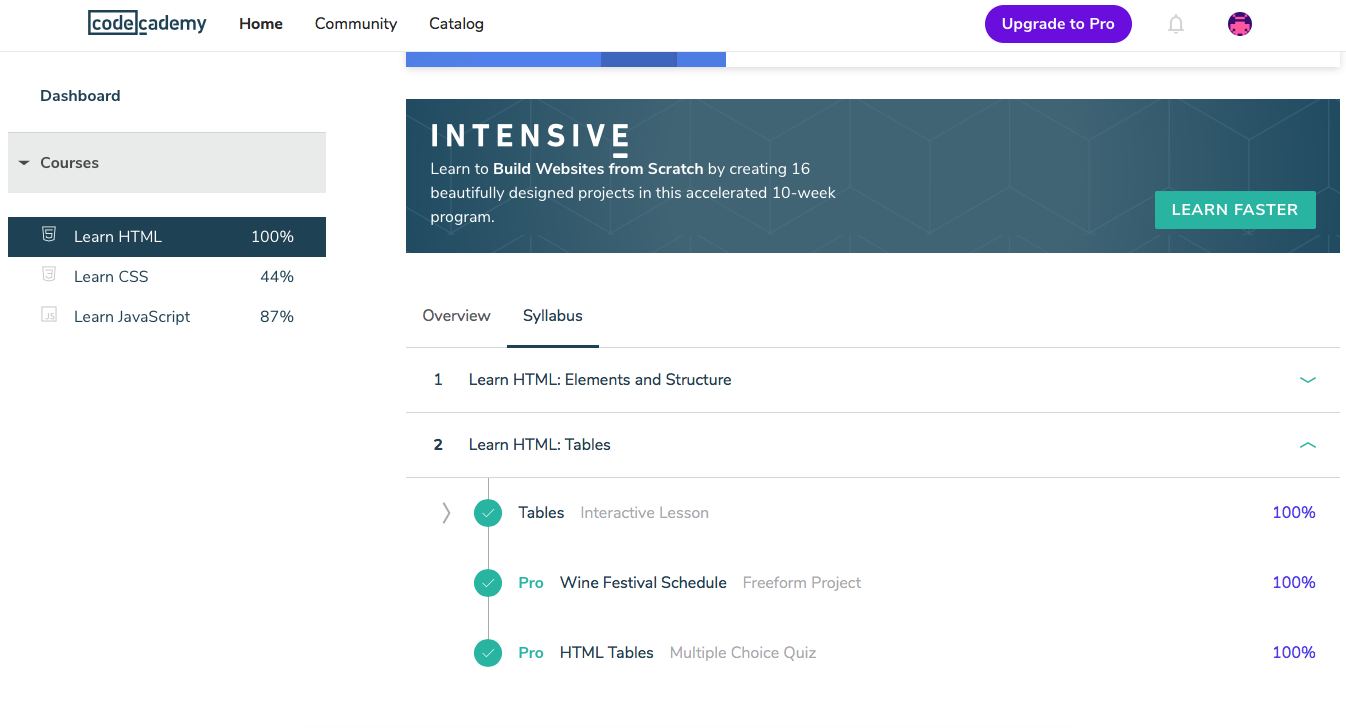 codecademy Home Community Catalog Upgrade to Pro
Dashboard
Courses
Learn HTML 100%
Learn CSS 44%
JS Learn JavaScript 87%
INTENSIVE
Learn to Build Websites from Scratch by creating 16
beautifully designed projects in this accelerated 10-week
program.
LEARN FASTER
Overview Syllabus
1 Learn HTML: Elements and Structure
2 Learn HTML: Tables
Tables Interactive Lesson 100%
Pro Wine Festival Schedule Freeform Project 100%
Pro HTML Tables Multiple Choice Quiz 100%